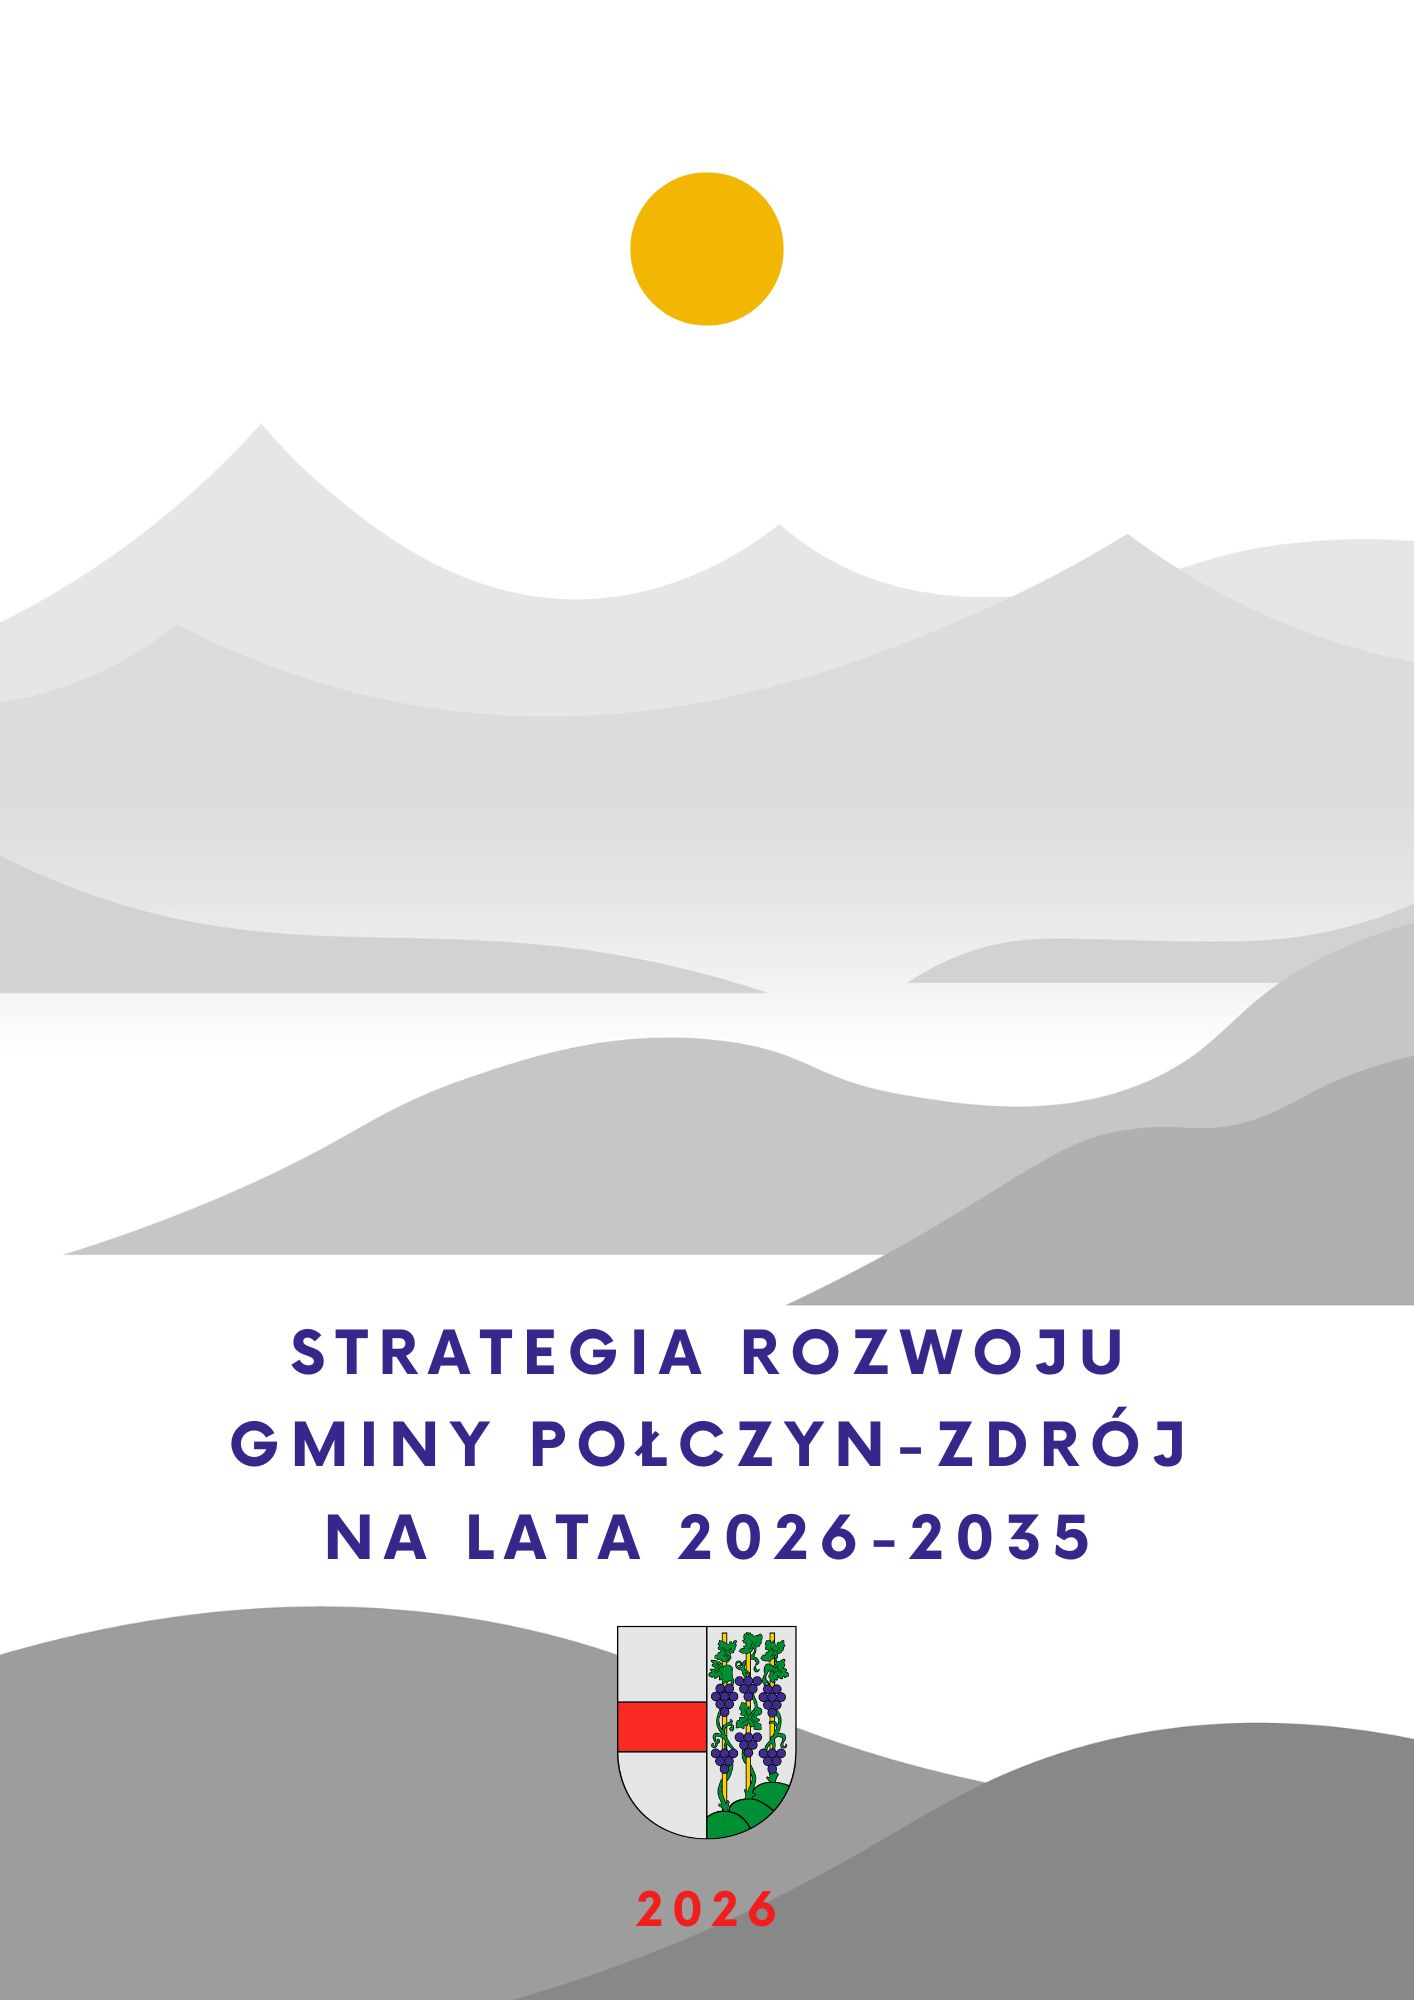 STRATEGIA ROZWOJU
GMINY POŁCZYN-ZDRÓJ
NA LATA 2026-2035
2026